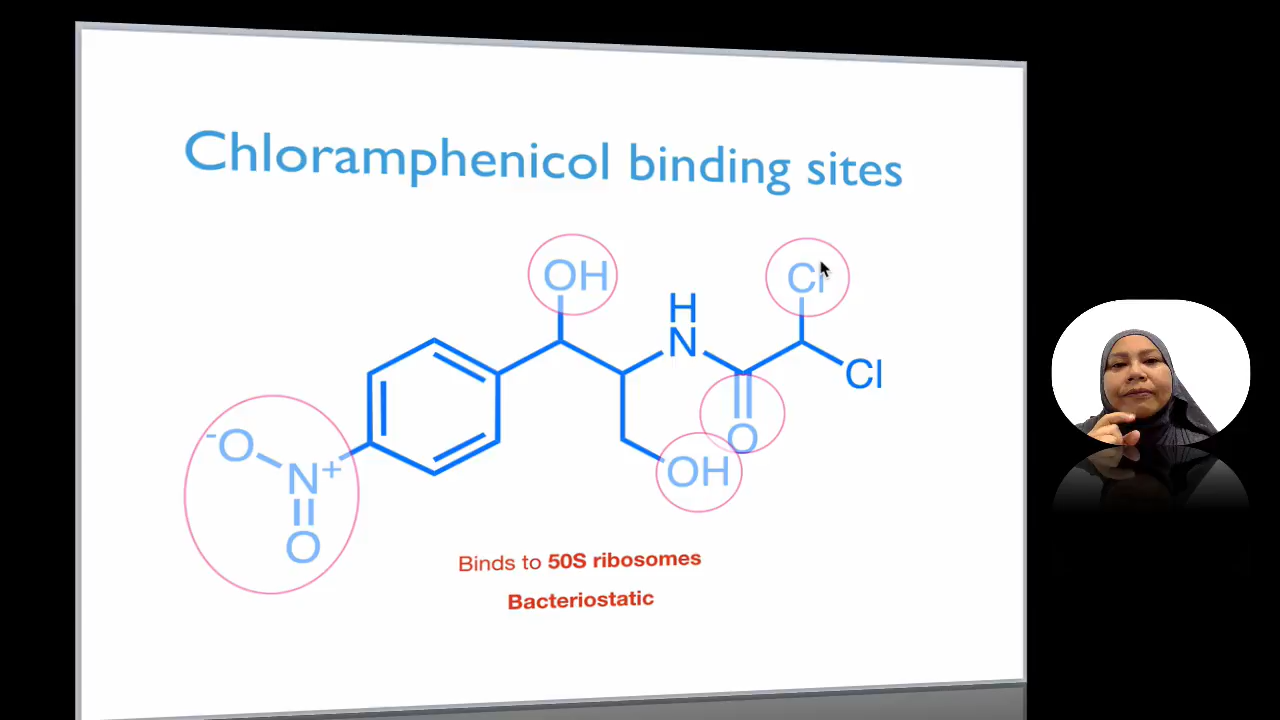 Chloramphenicol binding sites
OH
Cl
H
N
Cl
O
OH
-O
N+
O
Binds to 50S ribosomes
Bacteriostatic